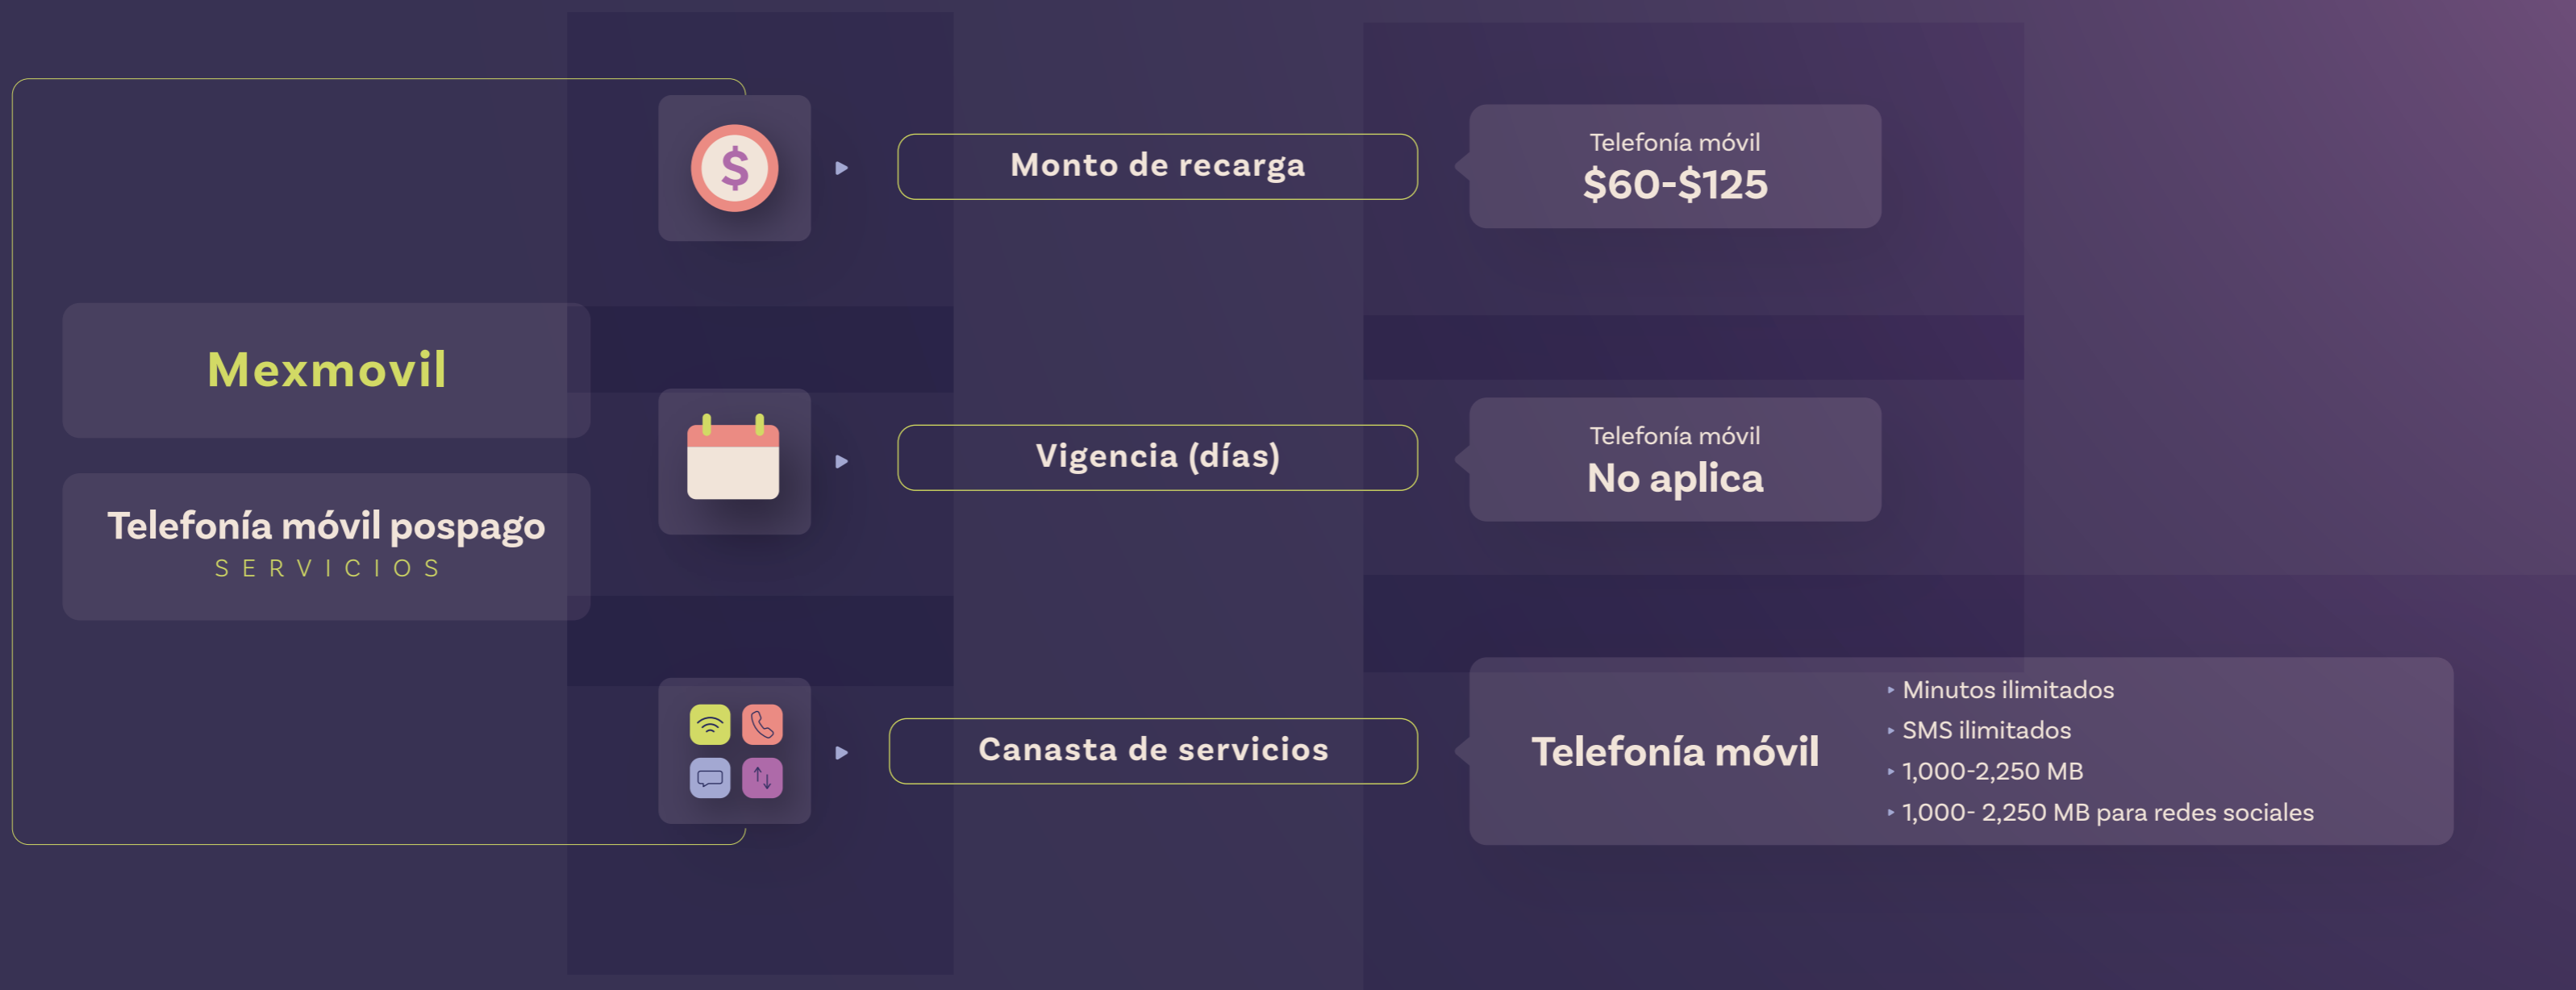 Mexmovil
Telefonía móvil pospago
SERVICIOS
$
Monto de recarga
Telefonía móvil
$60-$125
Vigencia (días)
Telefonía móvil
No aplica
Canasta de servicios
Telefonía móvil
Minutos ilimitados
SMS ilimitados
1,000-2,250 MB
1,000- 2,250 MB para redes sociales